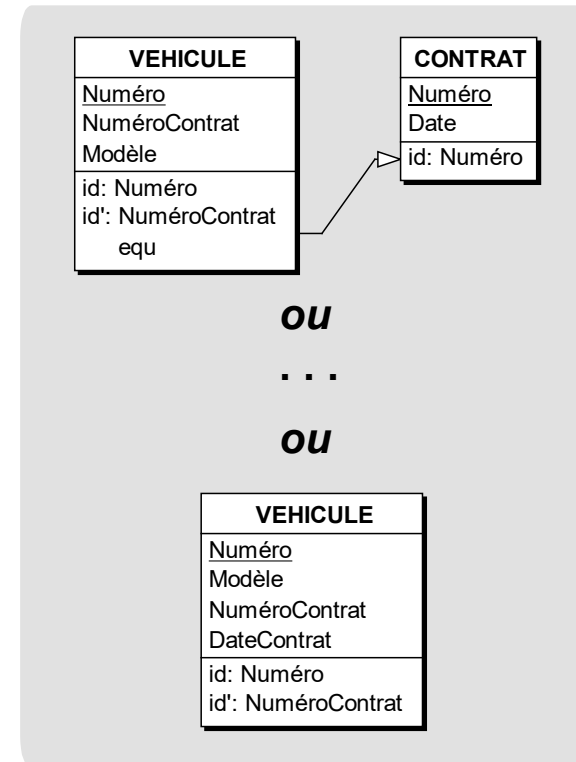 VEHICULE
Numéro
NuméroContrat
Modèle
id: Numéro
id': NuméroContrat
equ
CONTRAT
Numéro
Date
id: Numéro
ou
. . .
ou
VEHICULE
Numéro
Modèle
NuméroContrat
DateContrat
id: Numéro
id': NuméroContrat